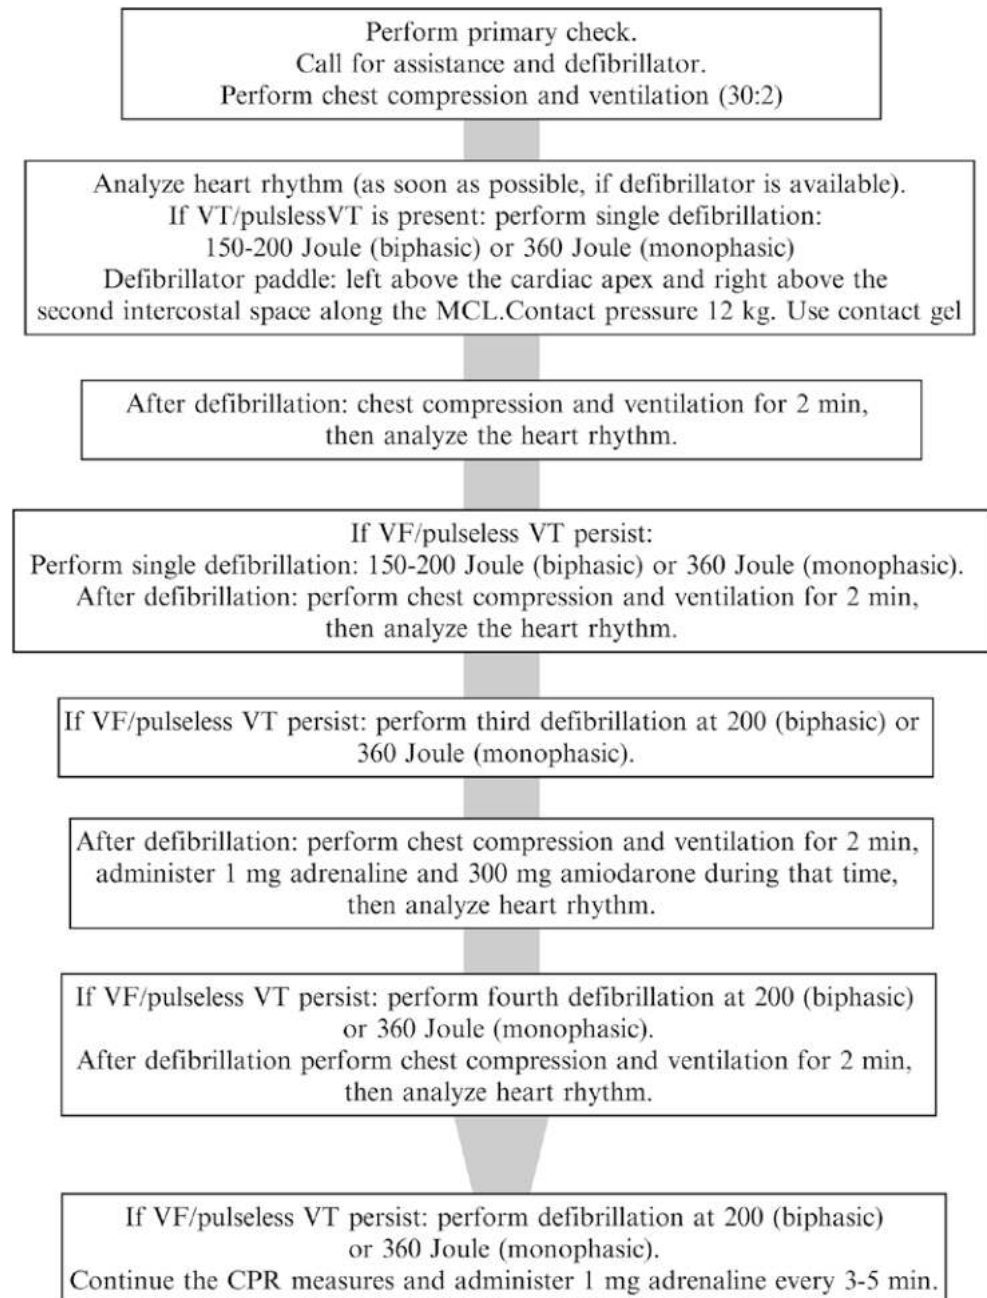 Perform primary check.
Call for assistance and defibrillator.
Perform chest compression and ventilation (30:2)
Analyze heart rhythm (as soon as possible, if defibrillator is available).
If VT/pulslessVT is present: perform single defibrillation:
150-200 Joule (biphasic) or 360 Joule (monophasic)
Defibrillator paddle: left above the cardiac apex and right above the
second intercostal space along the MCL.Contact pressure 12 kg. Use contact gel
After defibrillation: chest compression and ventilation for 2 min,
then analyze the heart rhythm.
If VF/pulseless VT persist:
Perform single defibrillation: 150-200 Joule (biphasic) or 360 Joule (monophasic).
After defibrillation: perform chest compression and ventilation for 2 min,
then analyze the heart rhythm.
If VF/pulseless VT persist: perform third defibrillation at 200 (biphasic) or
360 Joule (monophasic).
After defibrillation: perform chest compression and ventilation for 2 min,
administer 1 mg adrenaline and 300 mg amiodarone during that time,
then analyze heart rhythm.
If VF/pulseless VT persist: perform fourth defibrillation at 200 (biphasic)
or 360 Joule (monophasic).
After defibrillation perform chest compression and ventilation for 2 min,
then analyze heart rhythm.
If VF/pulseless VT persist: perform defibrillation at 200 (biphasic)
or 360 Joule (monophasic).
Continue the CPR measures and administer 1 mg adrenaline every 3-5 min.